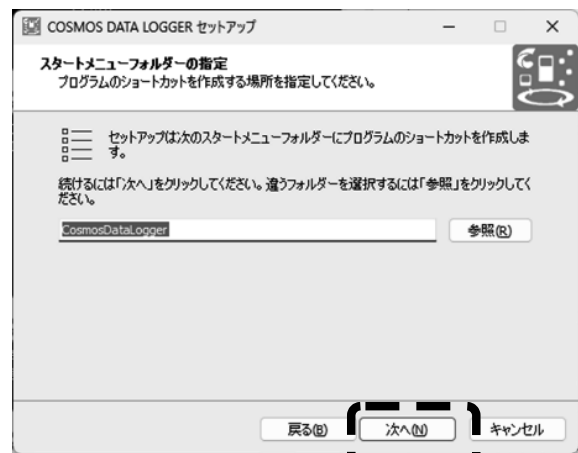 COSMOS DATA LOGGER セットアップ
スタートメニューフォルダーの指定
プログラムのショートカットを作成する場所を指定してください。
セットアップは次のスタートメニューフォルダーにプログラムのショートカットを作成しま
す。
続けるには「次へ」をクリックしてください。違うフォルダーを選択するには「参照」をクリックしてく
ださい。
CosmosDataLogger
参照(R)
戻る(B)
次へ(N)
キャンセル